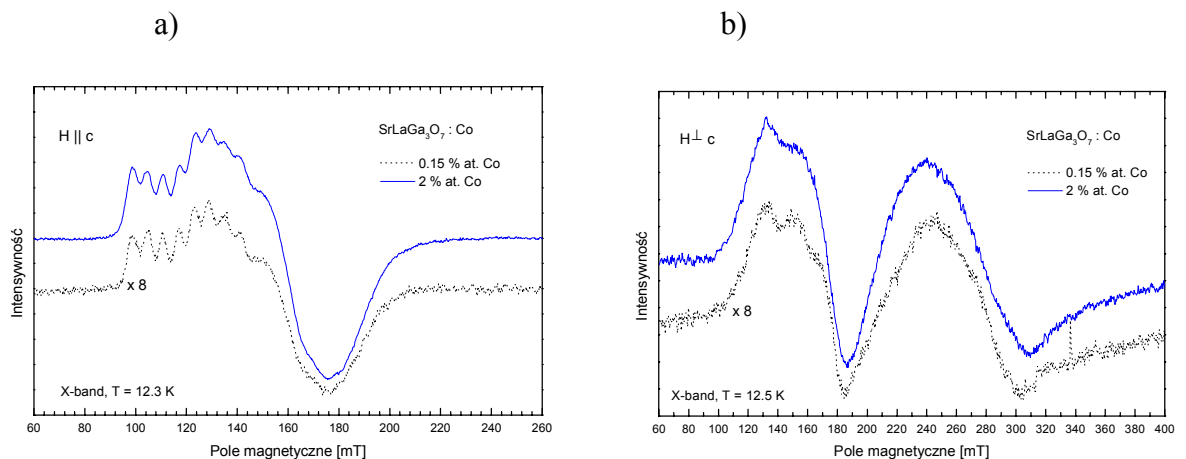 a)
b)
H || c
SrLaGa₃O₇ : Co
0.15 % at. Co
2 % at. Co
x 8
X-band, T = 12.3 K
Intensywność
60 80 100 120 140 160 180 200 220 240 260
Pole magnetyczne [mT]
H⊥ c
SrLaGa₃O₇ : Co
0.15 % at. Co
2 % at. Co
x 8
X-band, T = 12.5 K
Intensywność
60 80 100 120 140 160 180 200 220 240 260 280 300 320 340 360 380 400
Pole magnetyczne [mT]